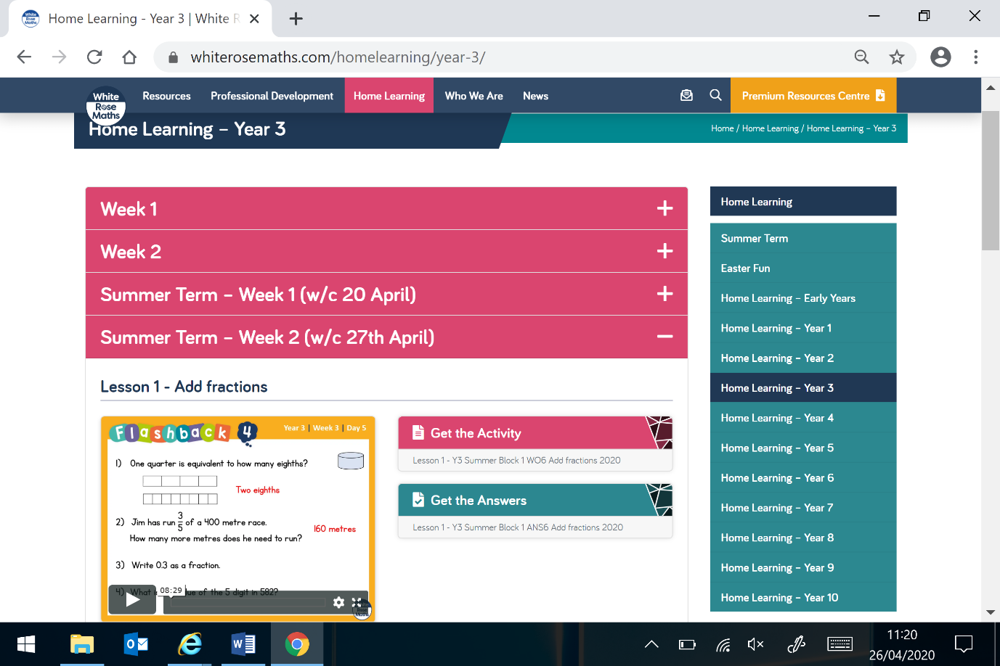 Home Learning - Year 3 | White R
whiterosemaths.com/homelearning/year-3/
White Rose Maths
Resources
Professional Development
Home Learning
Who We Are
News
Premium Resources Centre
Home Learning – Year 3
Home / Home Learning / Home Learning – Year 3
Week 1
Week 2
Summer Term – Week 1 (w/c 20 April)
Summer Term – Week 2 (w/c 27th April)
Lesson 1 - Add fractions
Flashback 4
Year 3 | Week 3 | Day 5
1) One quarter is equivalent to how many eighths?
Two eighths
2) Jim has run 3/5 of a 400 metre race.
How many more metres does he need to run?
160 metres
3) Write 0.3 as a fraction.
4) What is
lue of the 5 digit in 582?
08:29
Get the Activity
Lesson 1 - Y3 Summer Block 1 WO6 Add fractions 2020
Get the Answers
Lesson 1 - Y3 Summer Block 1 ANS6 Add fractions 2020
Home Learning
Summer Term
Easter Fun
Home Learning – Early Years
Home Learning – Year 1
Home Learning – Year 2
Home Learning – Year 3
Home Learning – Year 4
Home Learning – Year 5
Home Learning – Year 6
Home Learning – Year 7
Home Learning – Year 8
Home Learning – Year 9
Home Learning – Year 10
11:20
26/04/2020